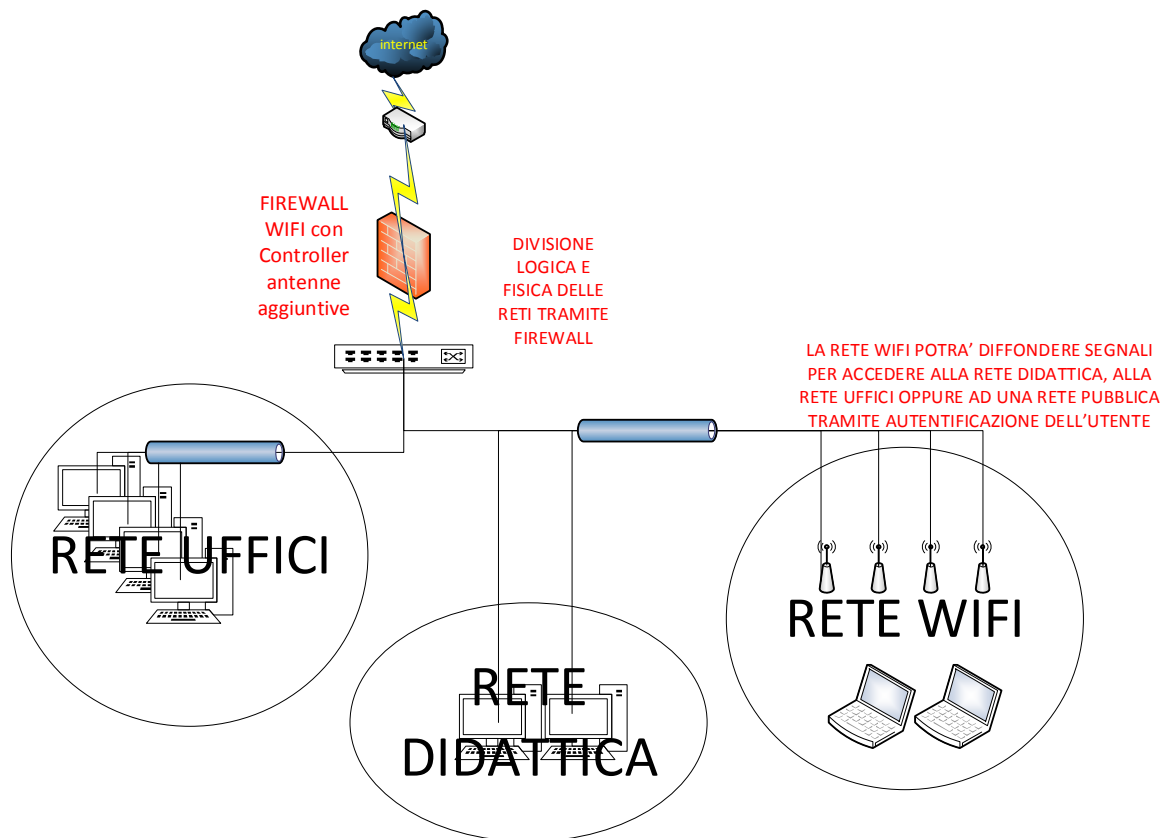 internet
FIREWALL
WIFI con
Controller
antenne
aggiuntive
DIVISIONE
LOGICA E
FISICA DELLE
RETI TRAMITE
FIREWALL
LA RETE WIFI POTRA’ DIFFONDERE SEGNALI
PER ACCEDERE ALLA RETE DIDATTICA, ALLA
RETE UFFICI OPPURE AD UNA RETE PUBBLICA
TRAMITE AUTENTIFICAZIONE DELL’UTENTE
RETE UFFICI
RETE WIFI
RETE
DIDATTICA